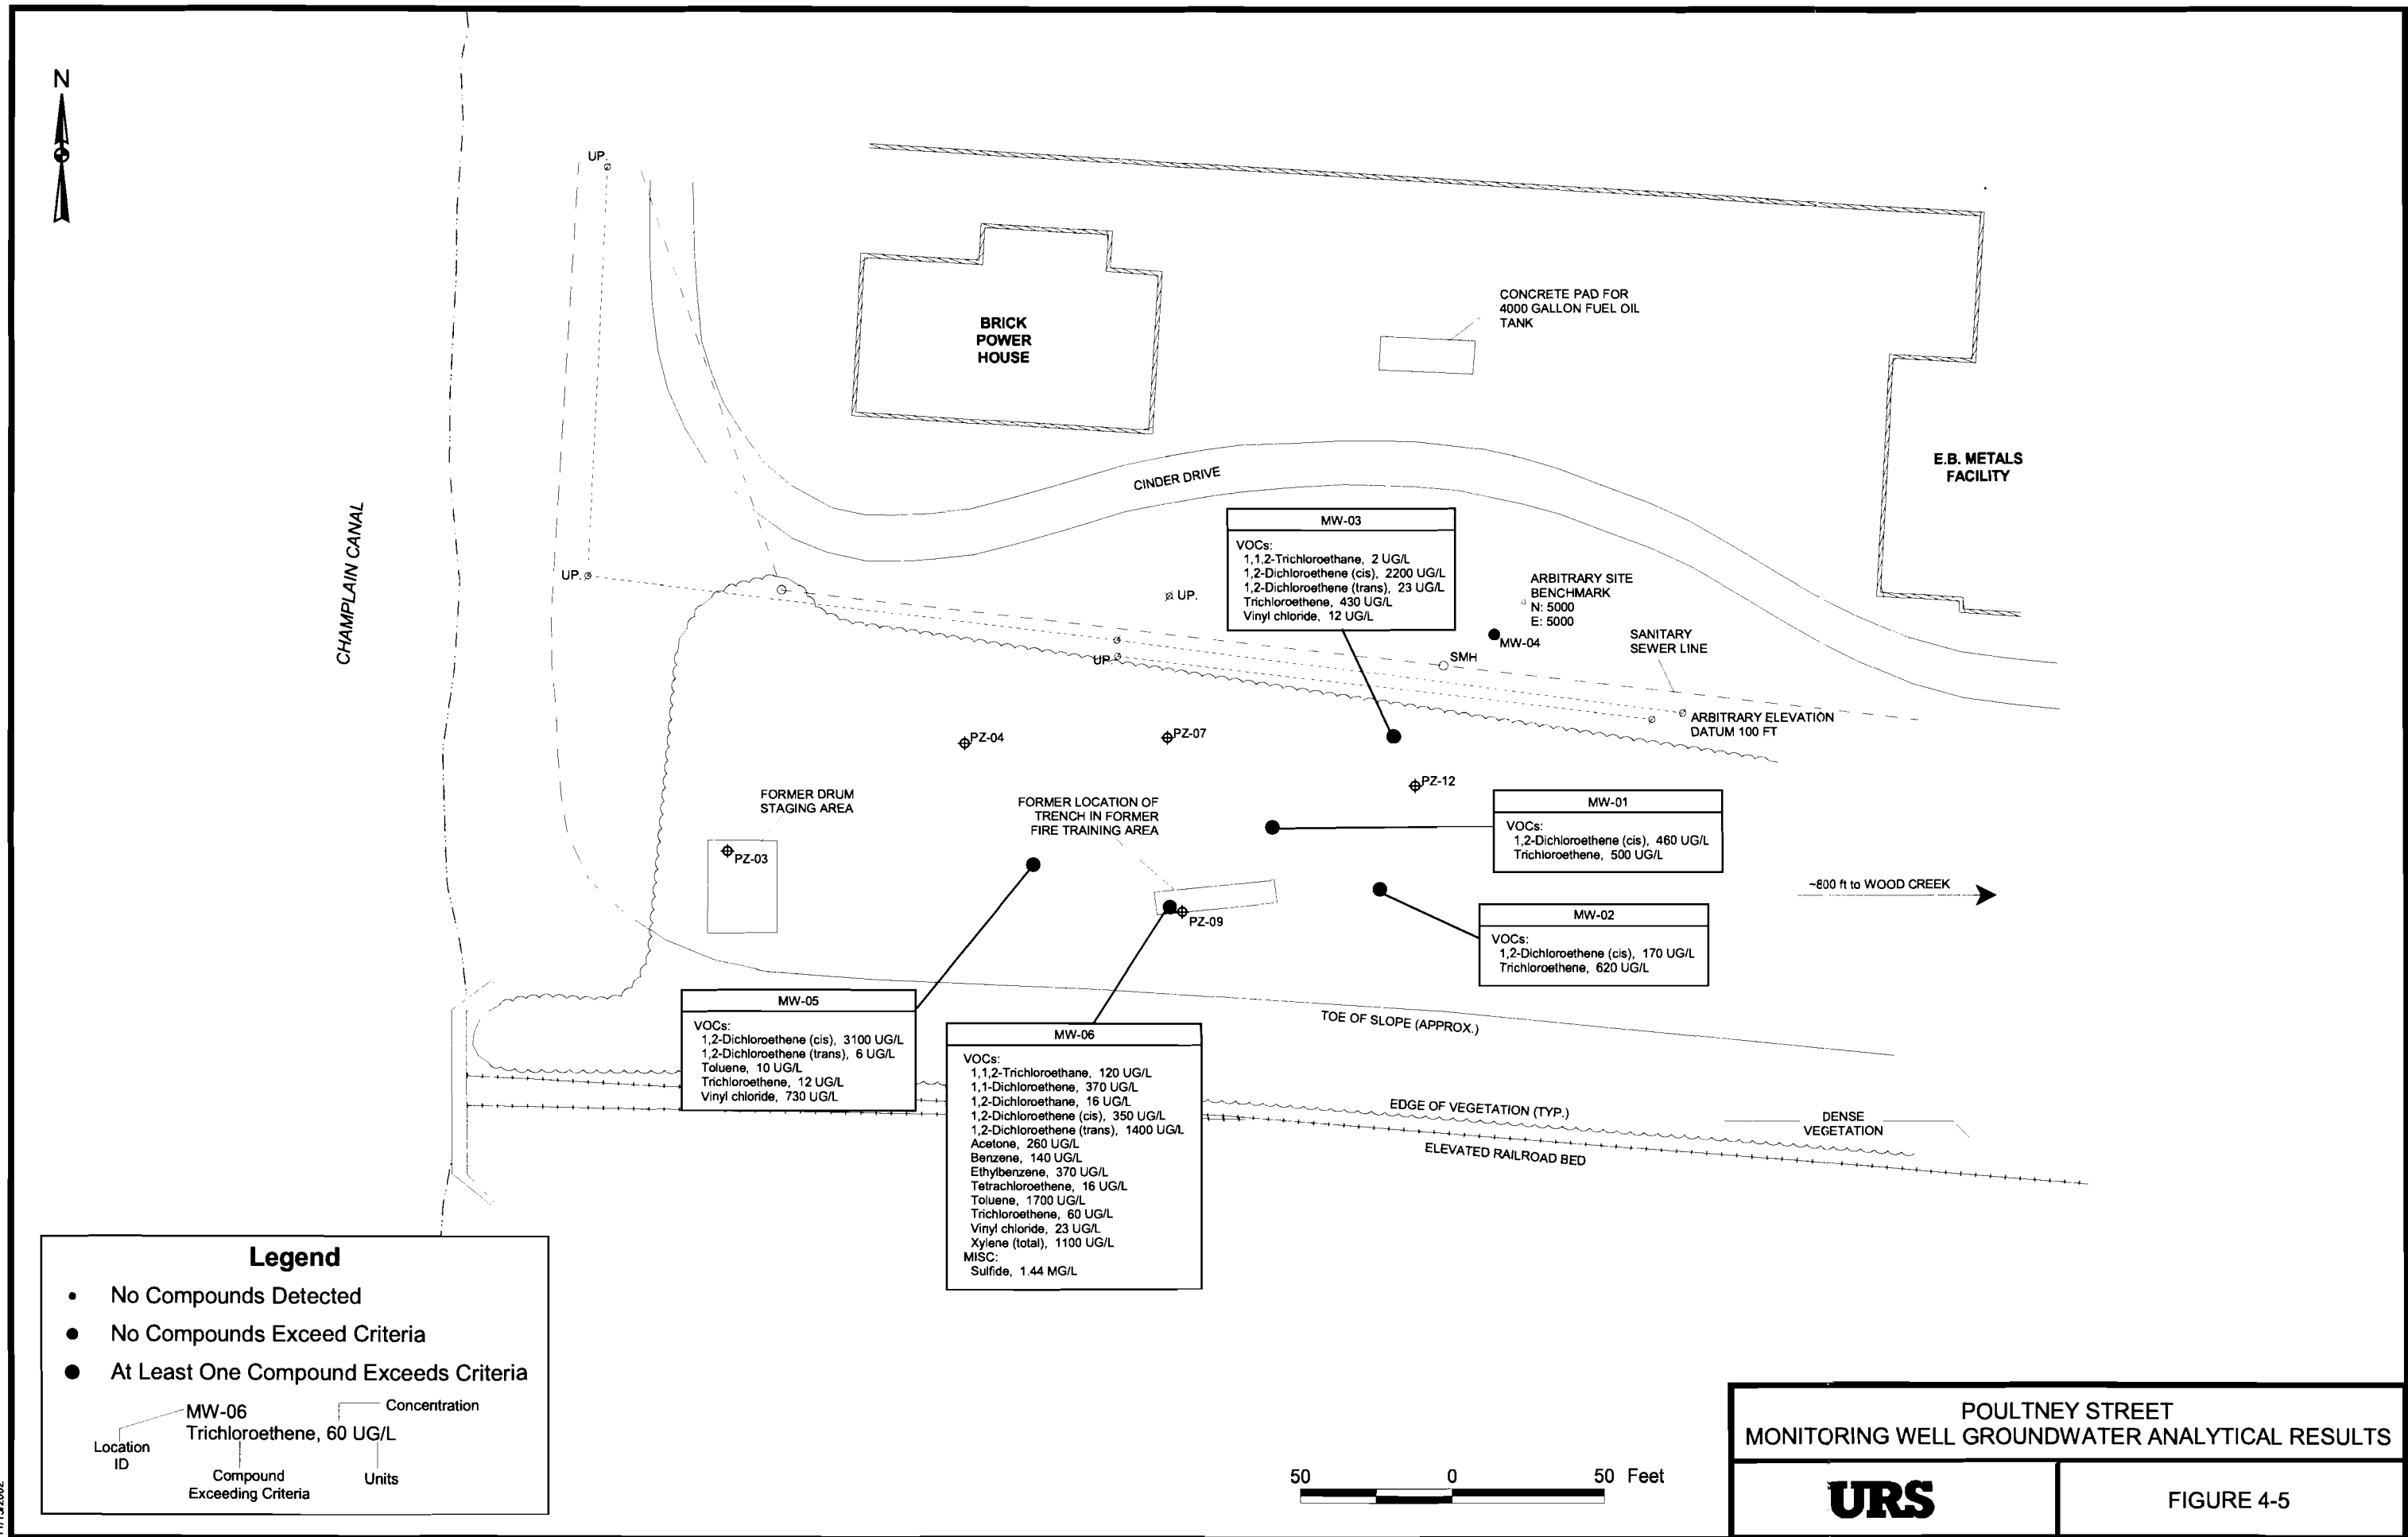 N
UP.
BRICK
POWER
HOUSE
CONCRETE PAD FOR
4000 GALLON FUEL OIL
TANK
E.B. METALS
FACILITY
CINDER DRIVE
CHAMPLAIN CANAL
UP.
UP.
UP.
MW-03
VOCs:
1,1,2-Trichloroethane, 2 UG/L
1,2-Dichloroethene (cis), 2200 UG/L
1,2-Dichloroethene (trans), 23 UG/L
Trichloroethene, 430 UG/L
Vinyl chloride, 12 UG/L
ARBITRARY SITE
BENCHMARK
N: 5000
E: 5000
MW-04
SMH
SANITARY
SEWER LINE
ARBITRARY ELEVATION
DATUM 100 FT
PZ-04
PZ-07
PZ-12
FORMER DRUM
STAGING AREA
PZ-03
FORMER LOCATION OF
TRENCH IN FORMER
FIRE TRAINING AREA
PZ-09
MW-01
VOCs:
1,2-Dichloroethene (cis), 460 UG/L
Trichloroethene, 500 UG/L
~800 ft to WOOD CREEK
MW-02
VOCs:
1,2-Dichloroethene (cis), 170 UG/L
Trichloroethene, 620 UG/L
MW-05
VOCs:
1,2-Dichloroethene (cis), 3100 UG/L
1,2-Dichloroethene (trans), 6 UG/L
Toluene, 10 UG/L
Trichloroethene, 12 UG/L
Vinyl chloride, 730 UG/L
MW-06
VOCs:
1,1,2-Trichloroethane, 120 UG/L
1,1-Dichloroethene, 370 UG/L
1,2-Dichloroethane, 16 UG/L
1,2-Dichloroethene (cis), 350 UG/L
1,2-Dichloroethene (trans), 1400 UG/L
Acetone, 260 UG/L
Benzene, 140 UG/L
Ethylbenzene, 370 UG/L
Tetrachloroethene, 16 UG/L
Toluene, 1700 UG/L
Trichloroethene, 60 UG/L
Vinyl chloride, 23 UG/L
Xylene (total), 1100 UG/L
MISC:
Sulfide, 1.44 MG/L
TOE OF SLOPE (APPROX.)
EDGE OF VEGETATION (TYP.)
ELEVATED RAILROAD BED
DENSE
VEGETATION
Legend
No Compounds Detected
No Compounds Exceed Criteria
At Least One Compound Exceeds Criteria
MW-06
Concentration
Trichloroethene, 60 UG/L
Location
ID
Compound
Exceeding Criteria
Units
50 0 50 Feet
POULTNEY STREET
MONITORING WELL GROUNDWATER ANALYTICAL RESULTS
URS
FIGURE 4-5